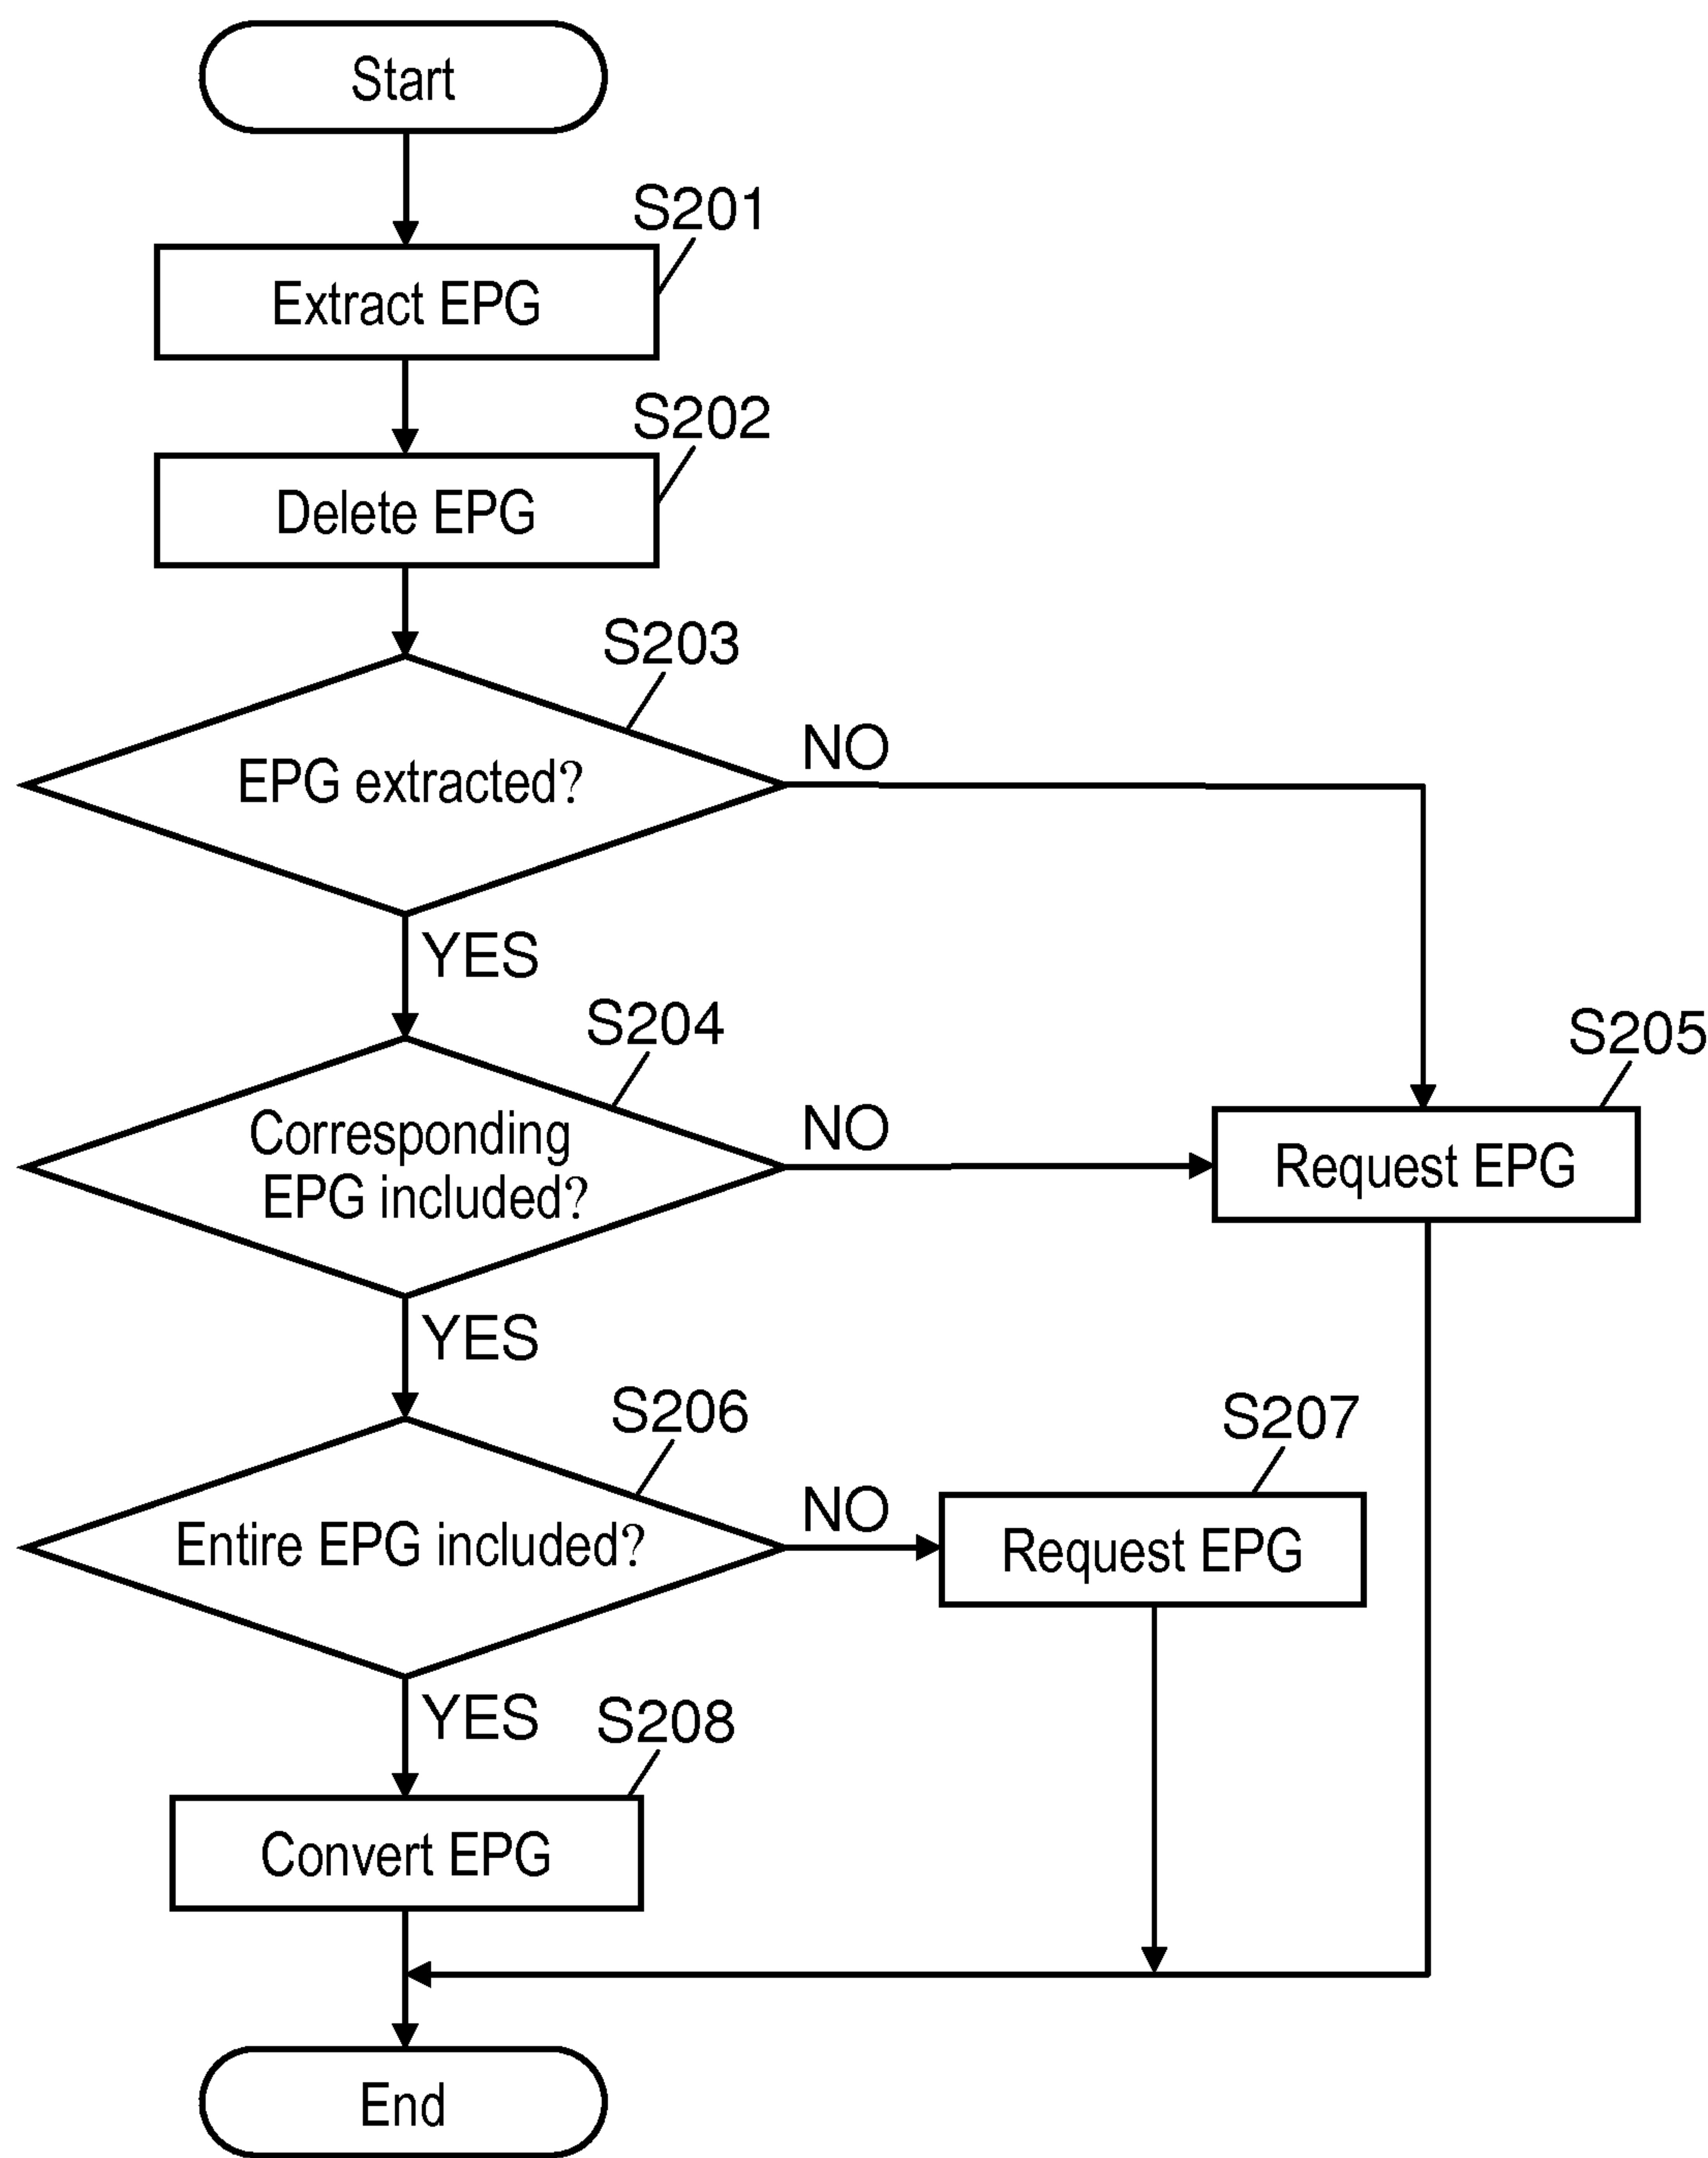 Start
S201
Extract EPG
S202
Delete EPG
S203
EPG extracted?
NO
YES
S204
Corresponding
EPG included?
NO
S205
Request EPG
YES
S206
Entire EPG included?
NO
S207
Request EPG
YES
S208
Convert EPG
End